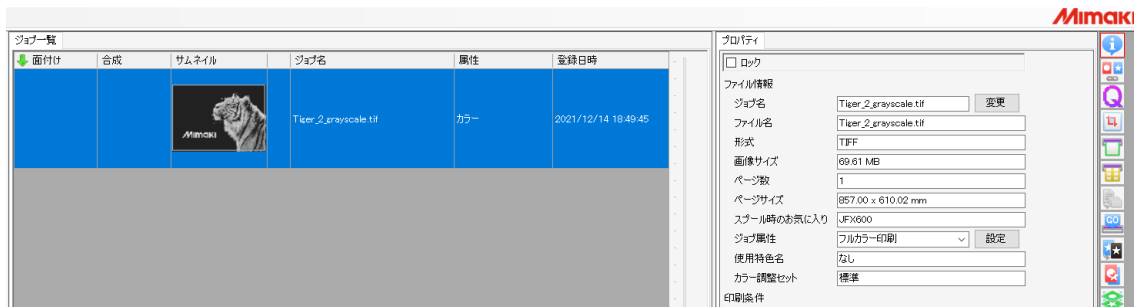 Mimaki
ジョブ一覧
面付け 合成 サムネイル ジョブ名 属性 登録日時
Mimaki
Tiger_2_grayscale.tif カラー 2021/12/14 18:49:45
プロパティ
ロック
ファイル情報
ジョブ名 Tiger_2_grayscale.tif 変更
ファイル名 Tiger_2_grayscale.tif
形式 TIFF
画像サイズ 69.61 MB
ページ数 1
ページサイズ 857.00 x 610.02 mm
スプール時のお気に入り JFX600
ジョブ属性 フルカラー印刷 設定
使用特色名 なし
カラー調整セット 標準
印刷条件
Q
GO